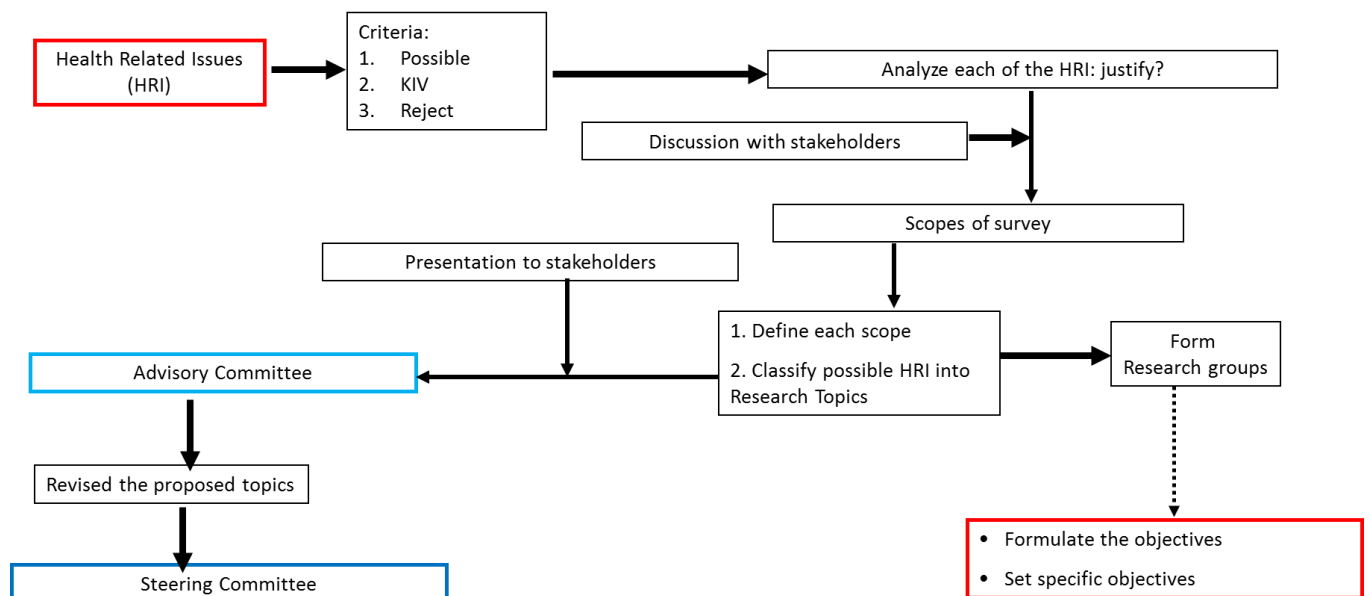 Health Related Issues
(HRI)
Criteria:
1. Possible
2. KIV
3. Reject
Analyze each of the HRI: justify?
Discussion with stakeholders
Scopes of survey
Presentation to stakeholders
1. Define each scope
2. Classify possible HRI into
Research Topics
Form
Research groups
Advisory Committee
Revised the proposed topics
Steering Committee
• Formulate the objectives
• Set specific objectives